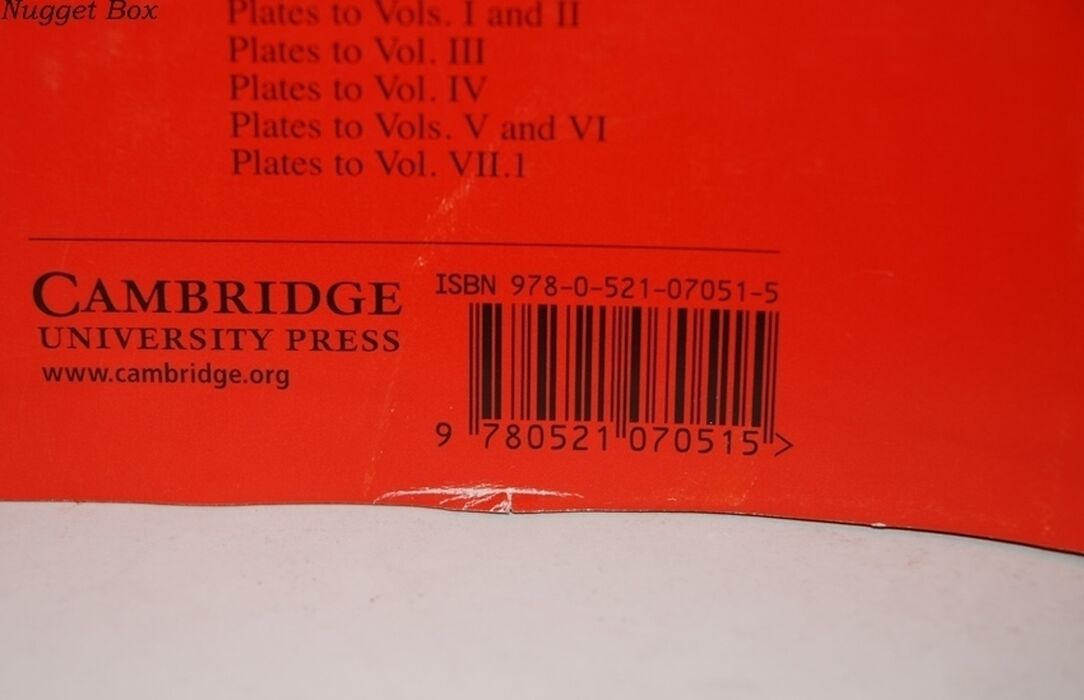 Nugget Box
Plates to Vols. I and II
Plates to Vol. III
Plates to Vol. IV
Plates to Vols. V and VI
Plates to Vol. VII.1
CAMBRIDGE
UNIVERSITY PRESS
www.cambridge.org
ISBN 978-0-521-07051-5
9 780521 070515 >